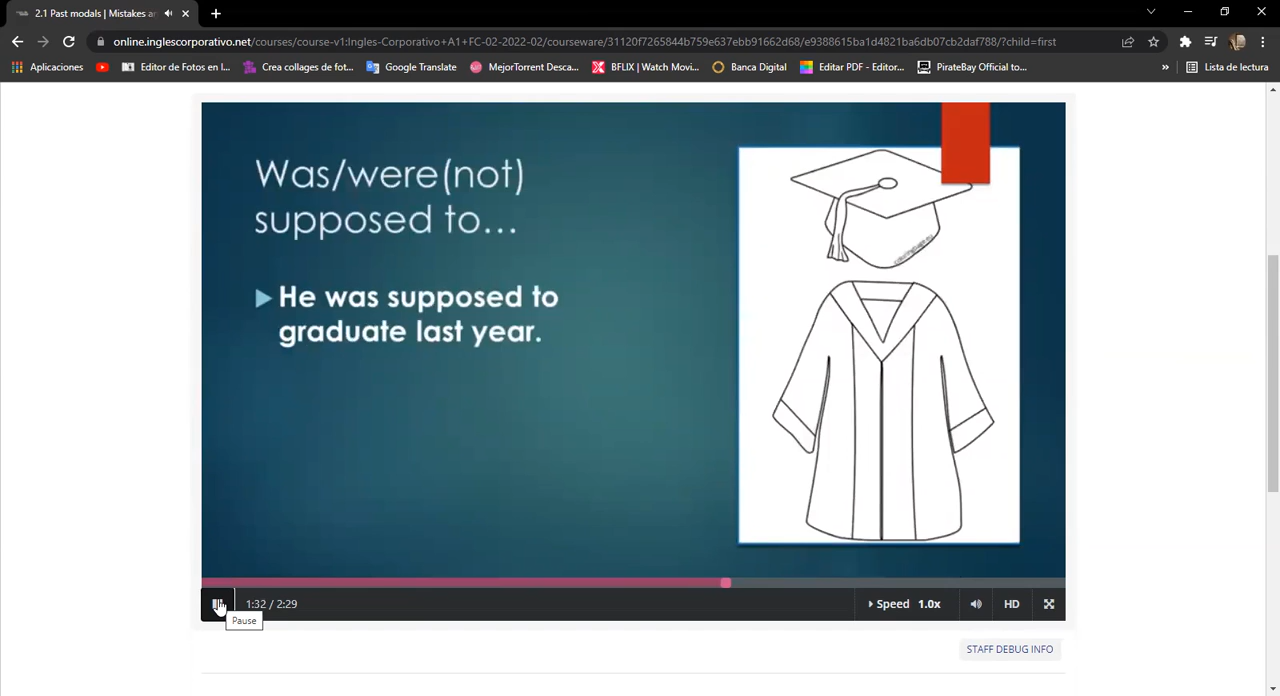 2.1 Past modals | Mistakes a
online.inglescorporativo.net/courses/course-v1:Ingles-Corporativo+A1+FC-02-2022-02/courseware/31120f7265844b759e637ebb91662d68/e9388615ba1d4821ba6db07cb2daf788/?child=first
Aplicaciones
Editor de Fotos en l...
Crea collages de fot...
Google Translate
MejorTorrent Desca...
BFLIX | Watch Movi...
Banca Digital
Editar PDF - Editor...
PirateBay Official to...
»
Lista de lectura
Was/were(not)
supposed to...
He was supposed to
graduate last year.
1:32 / 2:29
Speed 1.0x
HD
Pause
STAFF DEBUG INFO